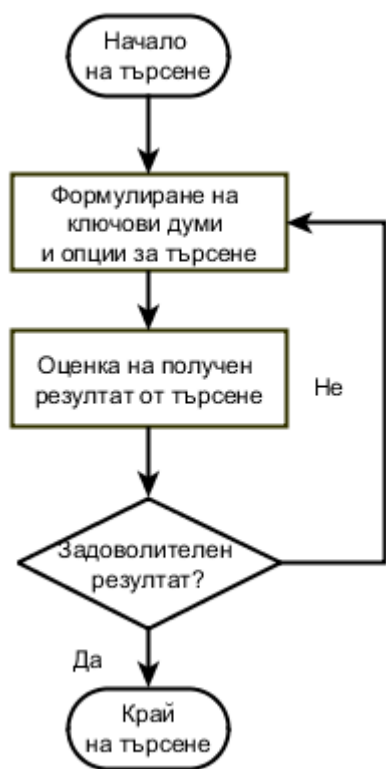 Начало
на търсене
Формулиране на
ключови думи
и опции за търсене
Оценка на получен
резултат от търсене
Не
Задоволителен
резултат?
Да
Край
на търсене